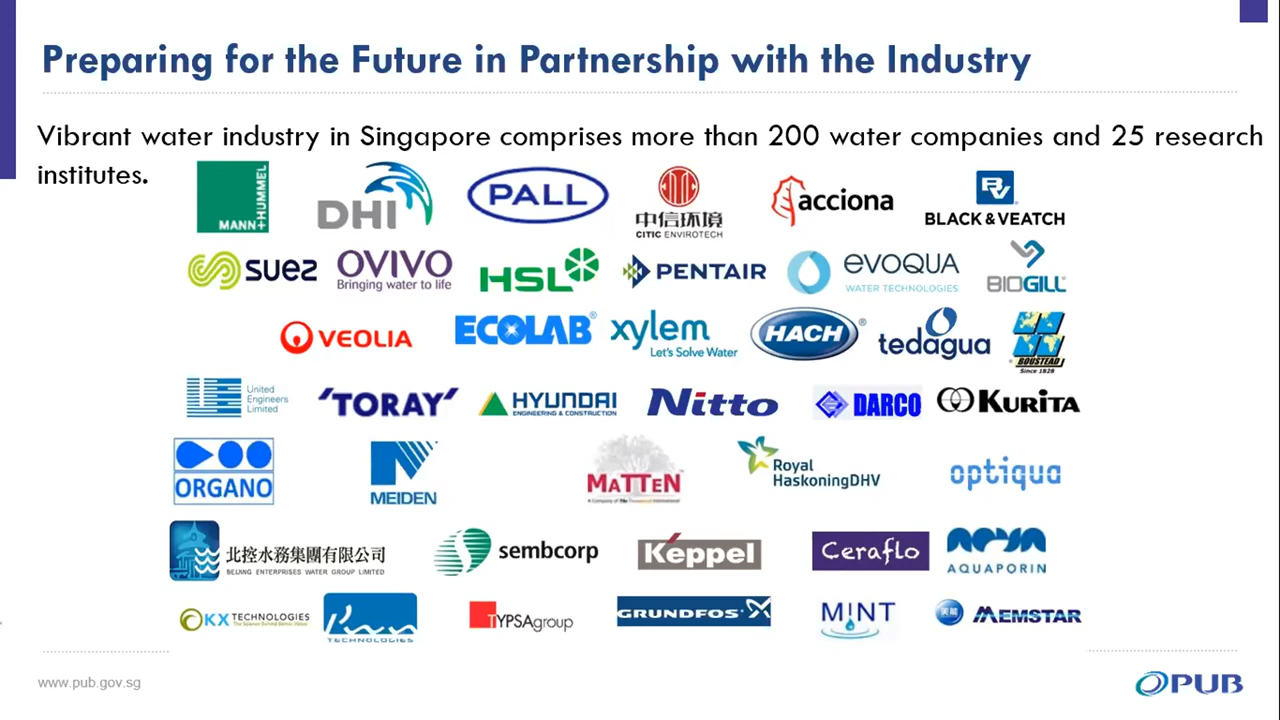 Preparing for the Future in Partnership with the Industry
Vibrant water industry in Singapore comprises more than 200 water companies and 25 research
institutes.
MANN+HUMMEL
DHI
PALL
中信环境
CITIC ENVIROTECH
acciona
BV
BLACK & VEATCH
suez
OVIVO
Bringing water to life
HSL
PENTAIR
evoqua
WATER TECHNOLOGIES
BIOGILL
VEOLIA
ECOLAB®
xylem
Let's Solve Water
HACH®
tedagua
BOUSTEAD
Since 1828
United
Engineers
Limited
'TORAY'
HYUNDAI
ENGINEERING & CONSTRUCTION
Nitto
DARCO
KURITA
ORGANO
MEIDEN
MATTEN
Royal
HaskoningDHV
optiqua
北控水務集團有限公司
BEIJING ENTERPRISES WATER GROUP LIMITED
sembcorp
Keppel
Ceraflo
AQUAPORIN
KX TECHNOLOGIES
TECHNOLOGIES
TYPSAgroup
GRUNDFOS
MINT
美能
MEMSTAR
www.pub.gov.sg
PUB